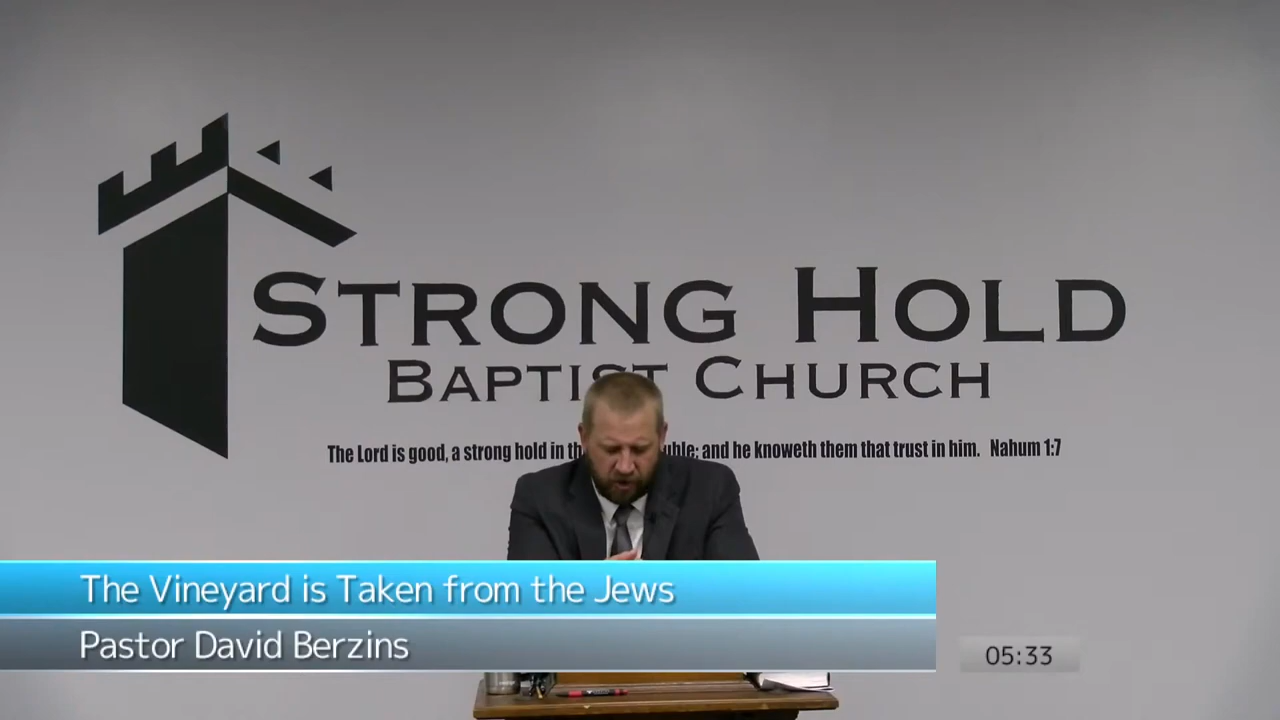 STRONG HOLD
BAPTIST CHURCH
The Lord is good, a strong hold in and he knoweth them that trust in him. Nahum 1:7
The Vineyard is Taken from the Jews
Pastor David Berzins
05:33